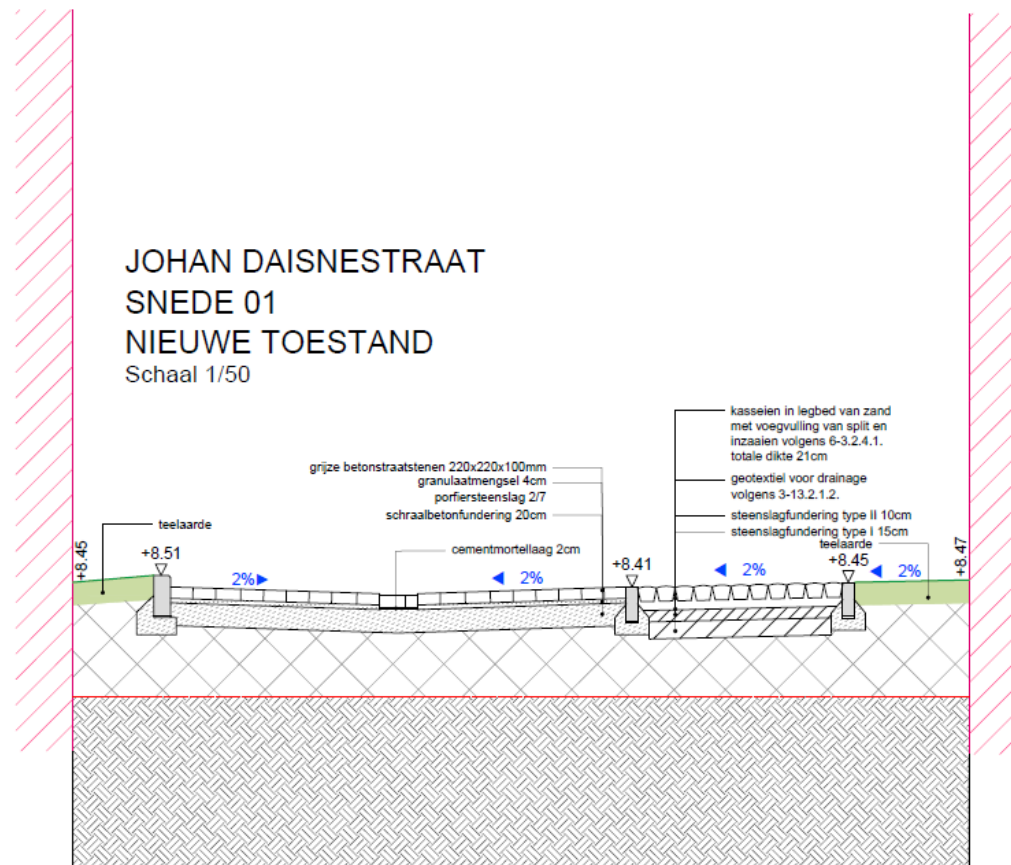 JOHAN DAISNESTRAAT
SNEDE 01
NIEUWE TOESTAND
Schaal 1/50
kasseien in legbed van zand
met voegvulling van split en
inzaaien volgens 6-3.2.4.1.
totale dikte 21cm
grijze betonstraatstenen 220x220x100mm
granulaatmengsel 4cm
porfiersteenslag 2/7
schraalbetonfundering 20cm
geotextiel voor drainage
volgens 3-13.2.1.2.
steenslagfundering type II 10cm
steenslagfundering type I 15cm
teelaarde
teelaarde
cementmortellaag 2cm
+8.45
+8.51
+8.41
+8.45
+8.47
2%
2%
2%
2%